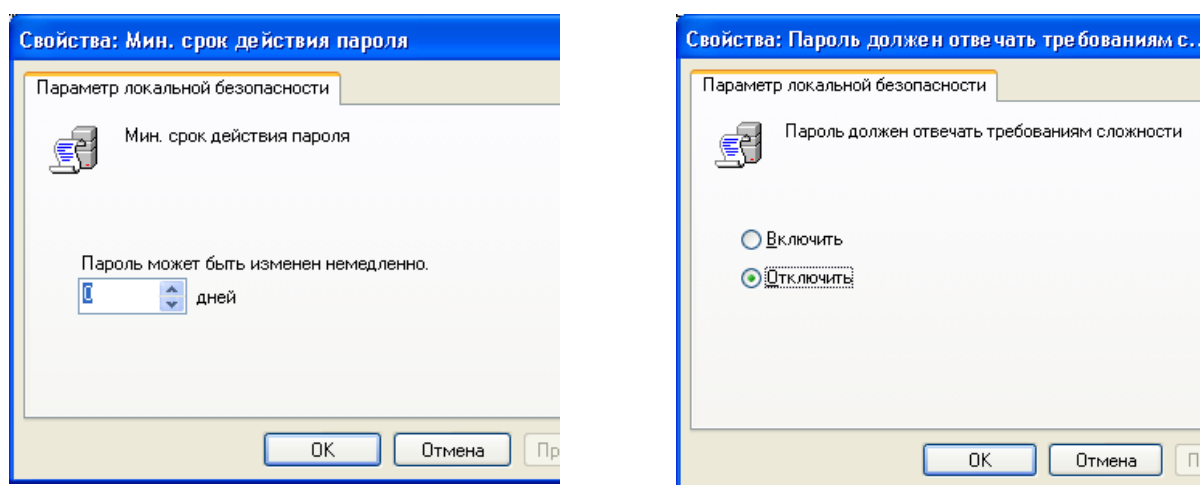 Свойства: Мин. срок действия пароля
Параметр локальной безопасности
Мин. срок действия пароля
Пароль может быть изменен немедленно.
0 дней
OK Отмена Пр
Свойства: Пароль должен отвечать требованиям с...
Параметр локальной безопасности
Пароль должен отвечать требованиям сложности
Включить
Отключить
OK Отмена П